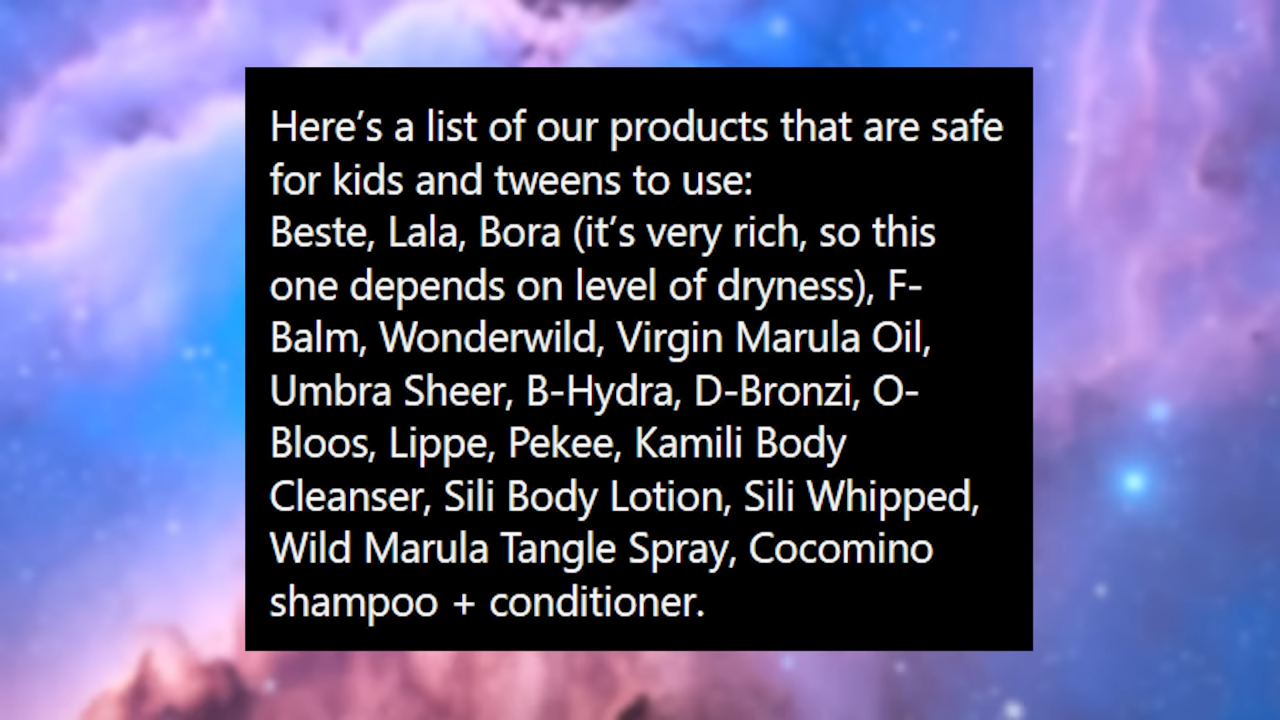 Here’s a list of our products that are safe
for kids and tweens to use:
Beste, Lala, Bora (it’s very rich, so this
one depends on level of dryness), F-
Balm, Wonderwild, Virgin Marula Oil,
Umbra Sheer, B-Hydra, D-Bronzi, O-
Bloos, Lippe, Pekee, Kamili Body
Cleanser, Sili Body Lotion, Sili Whipped,
Wild Marula Tangle Spray, Cocomino
shampoo + conditioner.